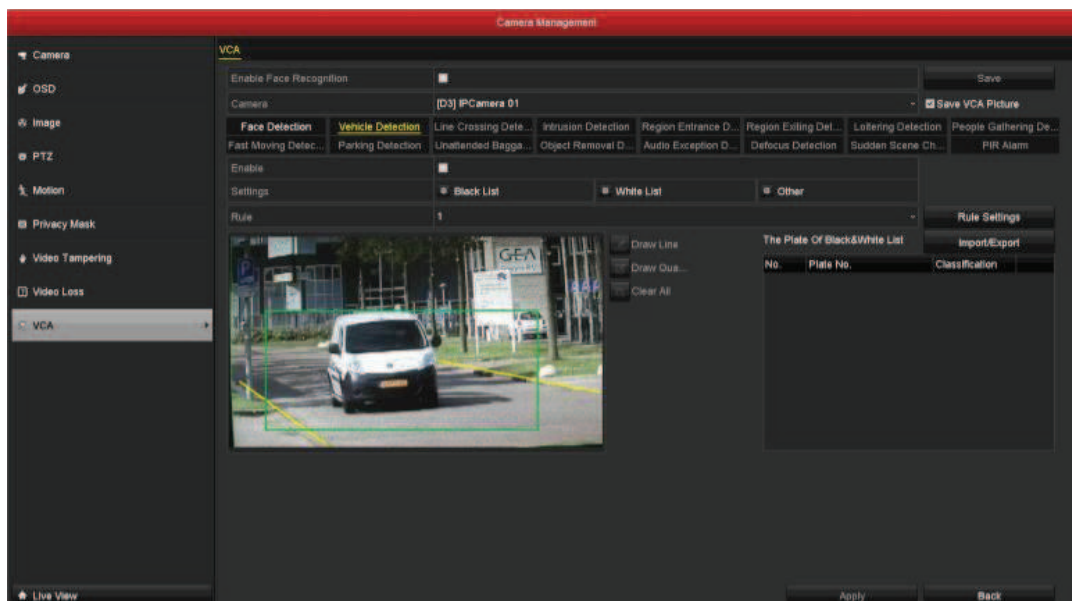 Camera Management
Camera
OSD
Image
PTZ
Motion
Privacy Mask
Video Tampering
Video Loss
VCA
Live View
VCA
Enable Face Recognition
Save
Camera
[D3] IPCamera 01
Save VCA Picture
Face Detection
Vehicle Detection
Line Crossing Dete...
Intrusion Detection
Region Entrance D...
Region Exiting Det...
Loitering Detection
People Gathering De...
Fast Moving Detec...
Parking Detection
Unattended Bagga...
Object Removal D...
Audio Exception D...
Defocus Detection
Sudden Scene Ch...
PIR Alarm
Enable
Settings
Black List
White List
Other
Rule
1
Rule Settings
GEA
P
Draw Line
Draw Qua...
Clear All
The Plate Of Black&White List
Import/Export
No.
Plate No.
Classification
Apply
Back